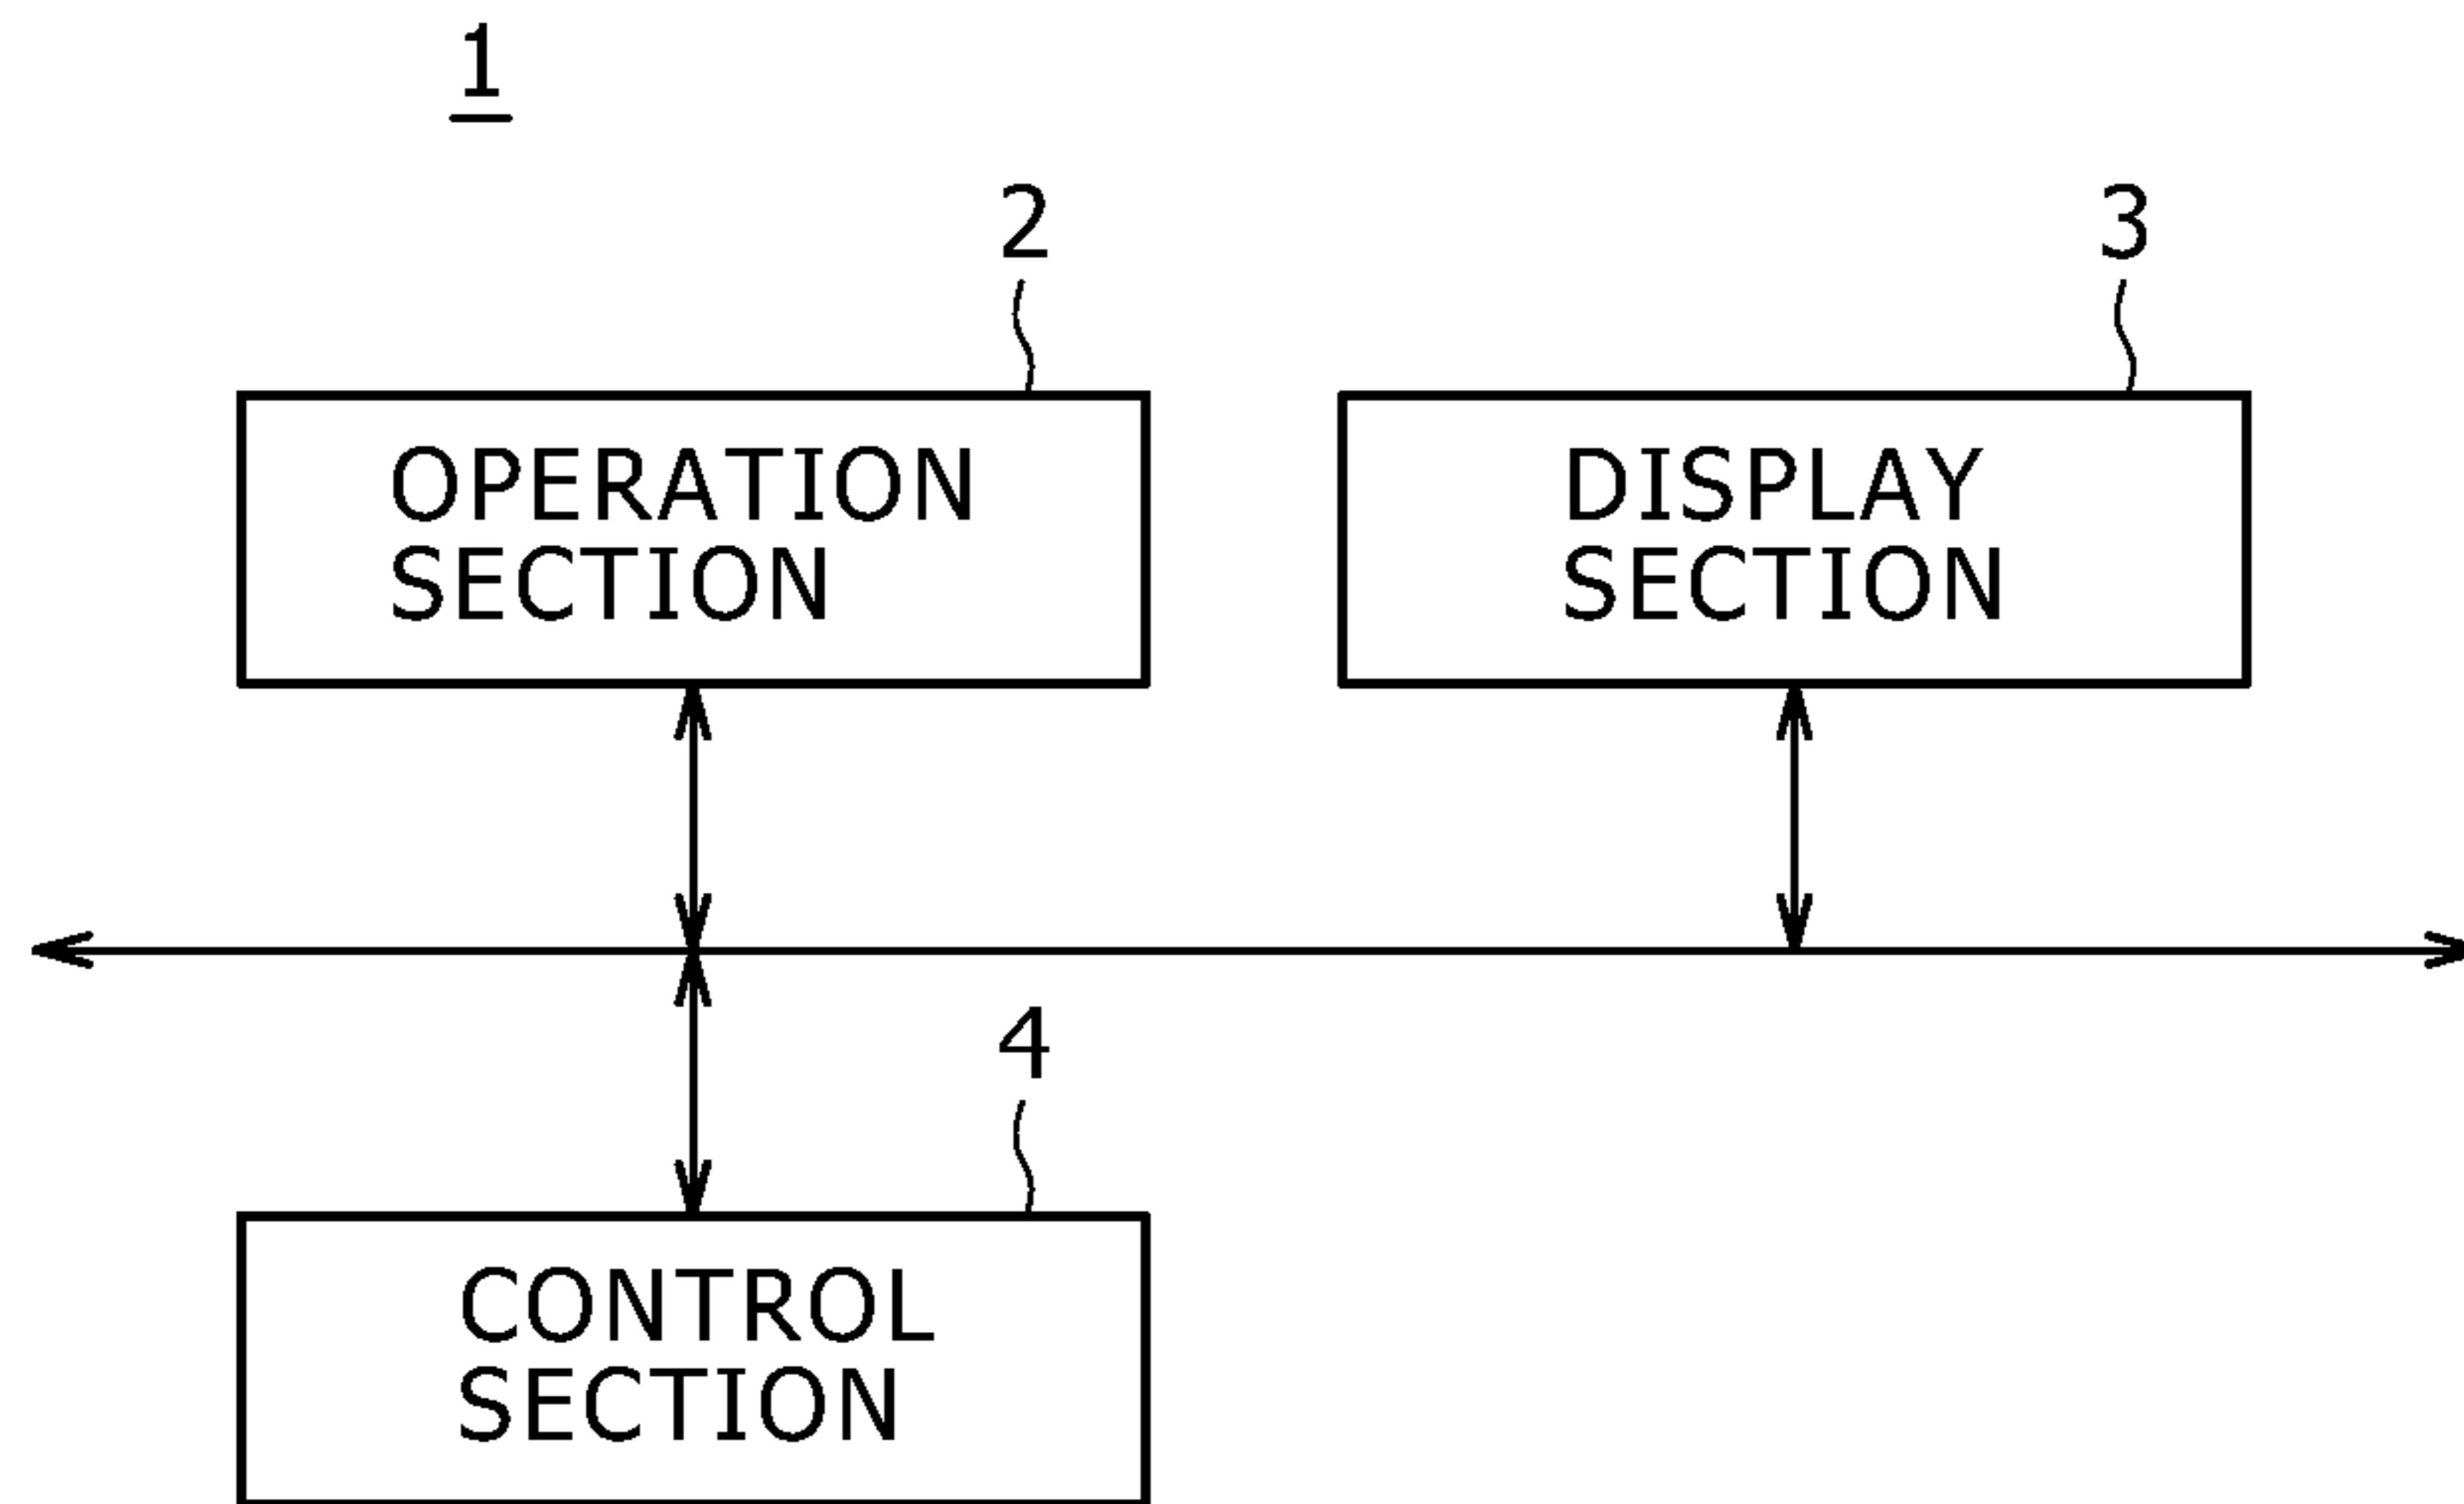 1
2
3
OPERATION
SECTION
DISPLAY
SECTION
4
CONTROL
SECTION